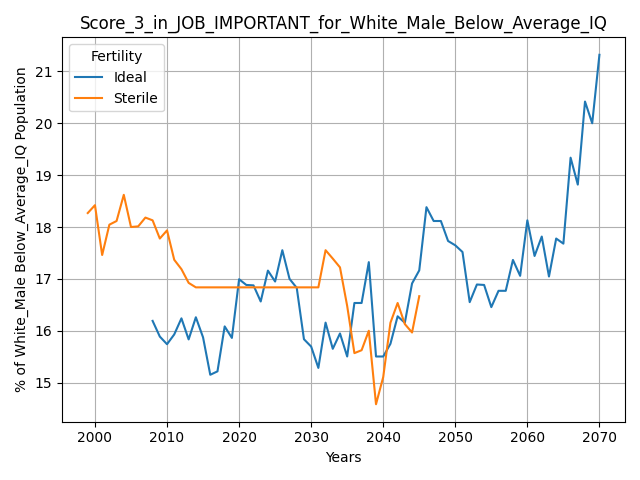 Score_3_in_JOB_IMPORTANT_for_White_Male_Below_Average_IQ
Fertility
Ideal
Sterile
% of White_Male Below_Average_IQ Population
21
20
19
18
17
16
15
2000 2010 2020 2030 2040 2050 2060 2070
Years